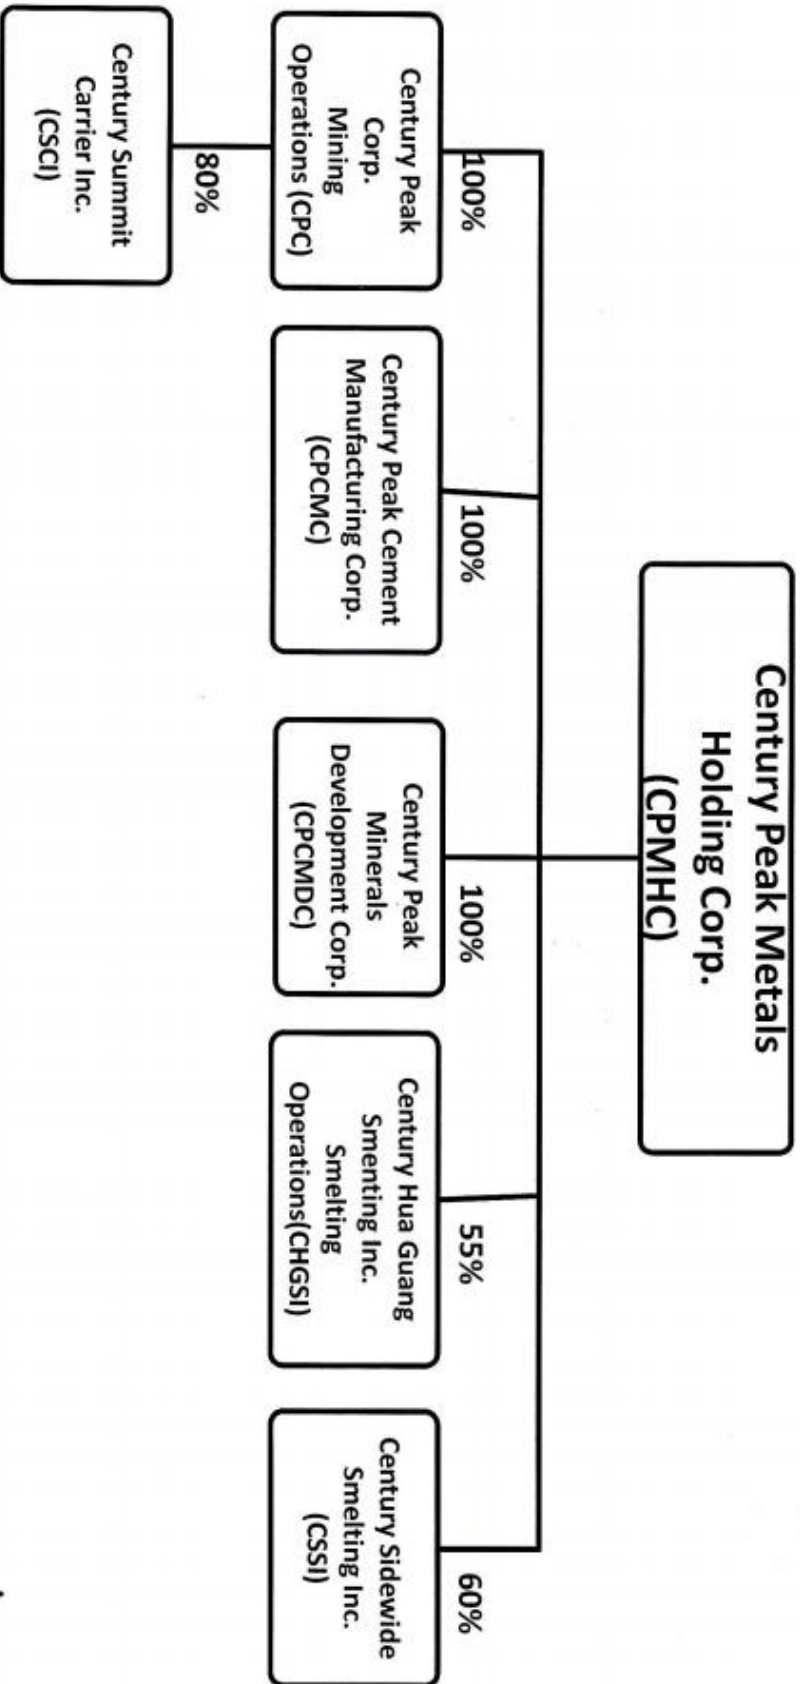 Century Peak Metals
Holding Corp.
(CPMHC)
100%
100%
100%
55%
60%
Century Peak
Corp.
Mining
Operations (CPC)
Century Peak Cement
Manufacturing Corp.
(CPCMC)
Century Peak
Minerals
Development Corp.
(CPCMDC)
Century Hua Guang
Smenting Inc.
Smelting
Operations(CHGSI)
Century Sidewide
Smelting Inc.
(CSSI)
80%
Century Summit
Carrier Inc.
(CSCI)